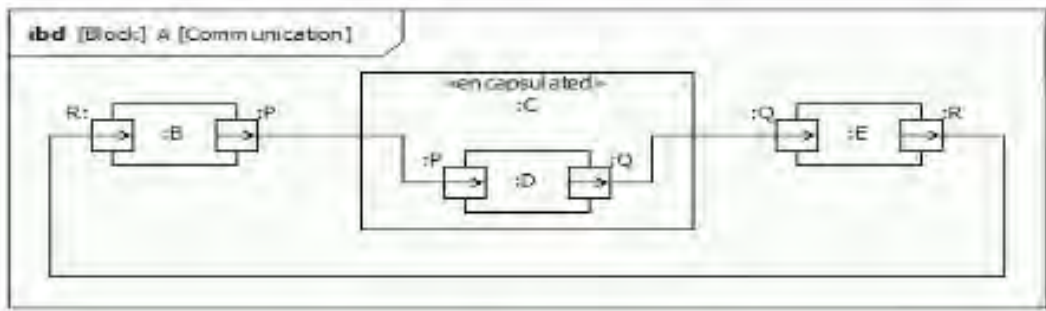 ibd [Block] A [Communication]
«encapsulated»
:C
R: :B :P
:P :D :Q
:Q :E :R